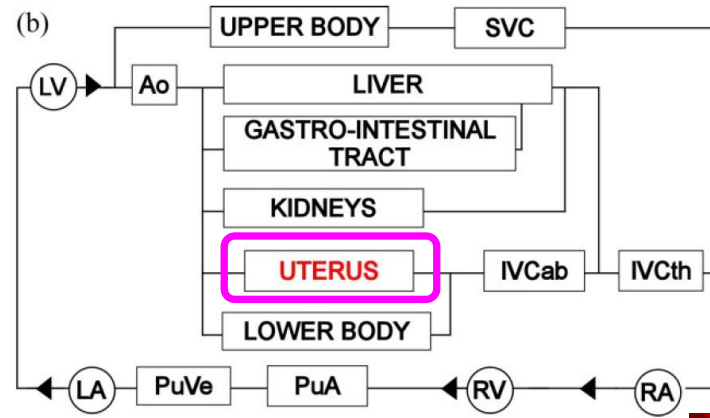 (b)
UPPER BODY
SVC
LV
Ao
LIVER
GASTRO-INTESTINAL
TRACT
KIDNEYS
UTERUS
IVCab
IVCth
LOWER BODY
LA
PuVe
PuA
RV
RA